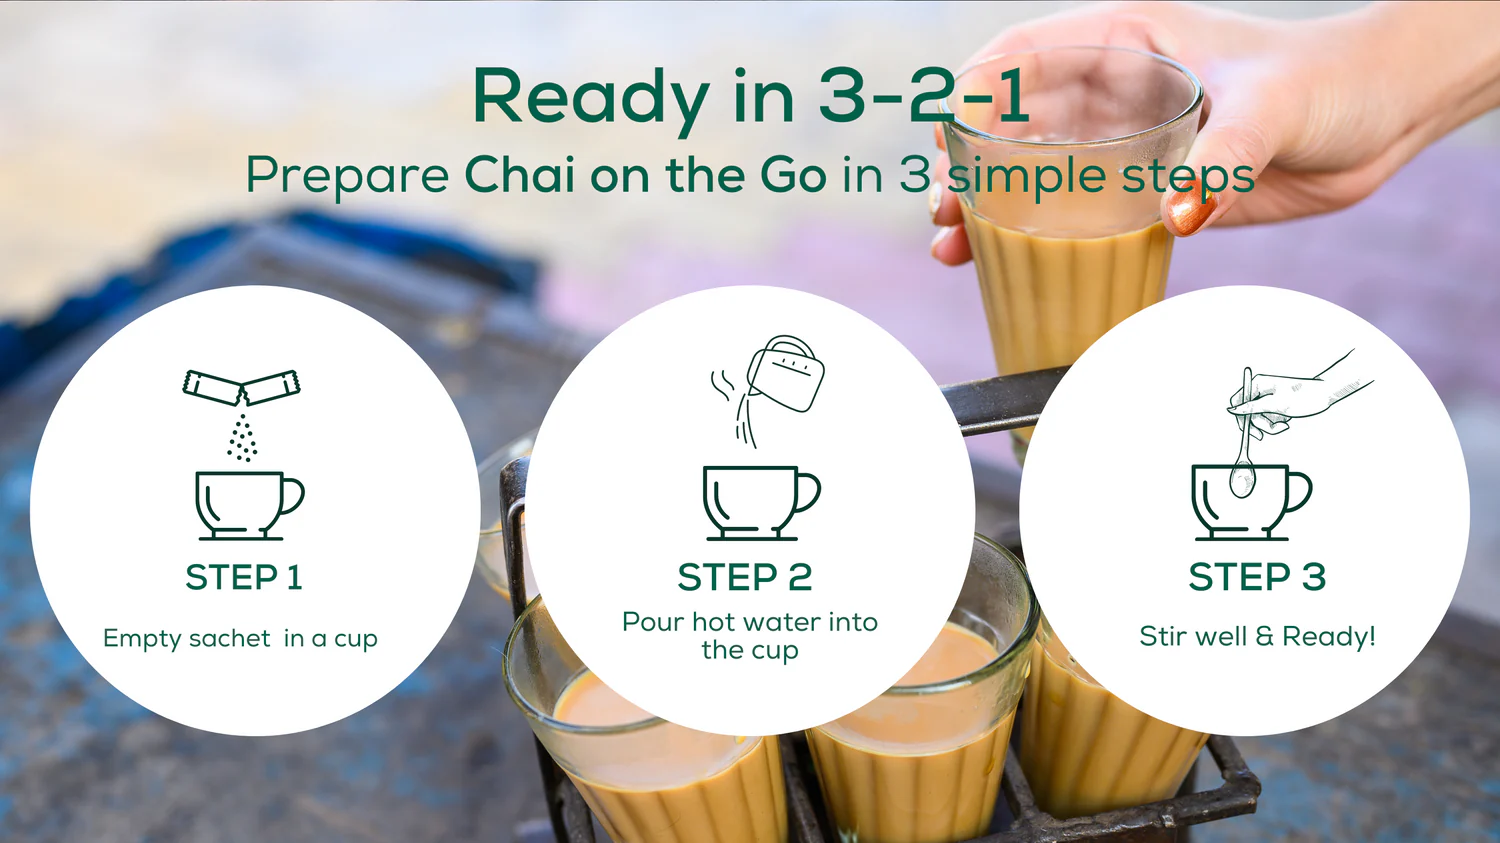 Ready in 3-2-1
Prepare Chai on the Go in 3 simple steps
STEP 1
Empty sachet in a cup
STEP 2
Pour hot water into
the cup
STEP 3
Stir well & Ready!